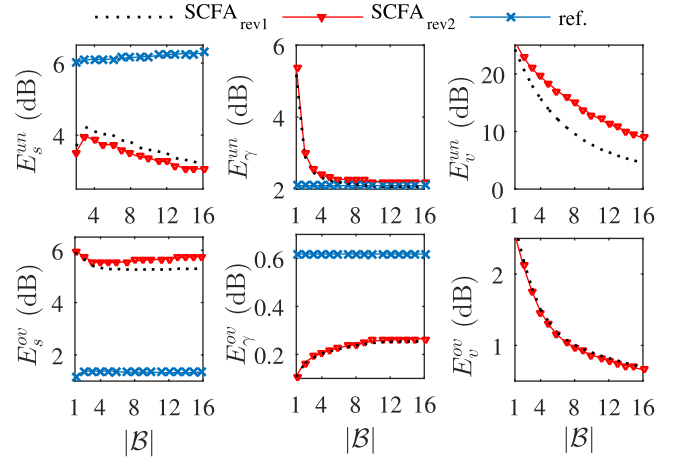 SCFA_rev1 SCFA_rev2 ref.
E_s^un (dB)
6
4
4 8 12 16
E_γ^un (dB)
6
4
2
1 4 8 12 16
E_v^un (dB)
20
10
0
1 4 8 12 16
E_s^ov (dB)
6
4
2
1 4 8 12 16
|B|
E_γ^ov (dB)
0.6
0.4
0.2
1 4 8 12 16
|B|
E_v^ov (dB)
2
1
1 4 8 12 16
|B|